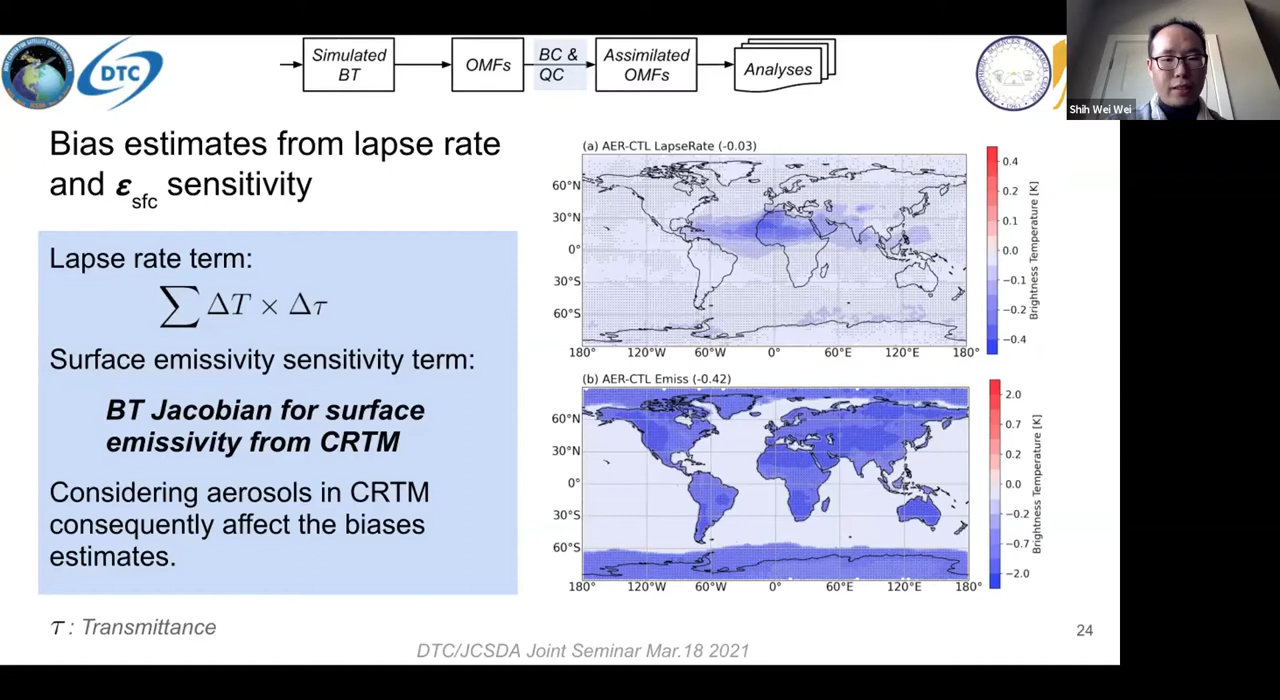 Simulated
BT
OMFs
BC &
QC
Assimilated
OMFs
Analyses
DTC
Shih Wei Wei
Bias estimates from lapse rate
and εsfc sensitivity
Lapse rate term:
∑ ΔT × Δτ
Surface emissivity sensitivity term:
BT Jacobian for surface
emissivity from CRTM
Considering aerosols in CRTM
consequently affect the biases
estimates.
τ : Transmittance
(a) AER-CTL LapseRate (-0.03)
60°N
30°N
0°
30°S
60°S
180° 120°W 60°W 0° 60°E 120°E 180°
0.4
0.2
0.1
0.0
−0.1
−0.2
−0.4
Brightness Temperature [K]
(b) AER-CTL Emiss (-0.42)
60°N
30°N
0°
30°S
60°S
180° 120°W 60°W 0° 60°E 120°E 180°
2.0
0.7
0.2
0.0
−0.2
−0.7
−2.0
Brightness Temperature [K]
24
DTC/JCSDA Joint Seminar Mar.18 2021